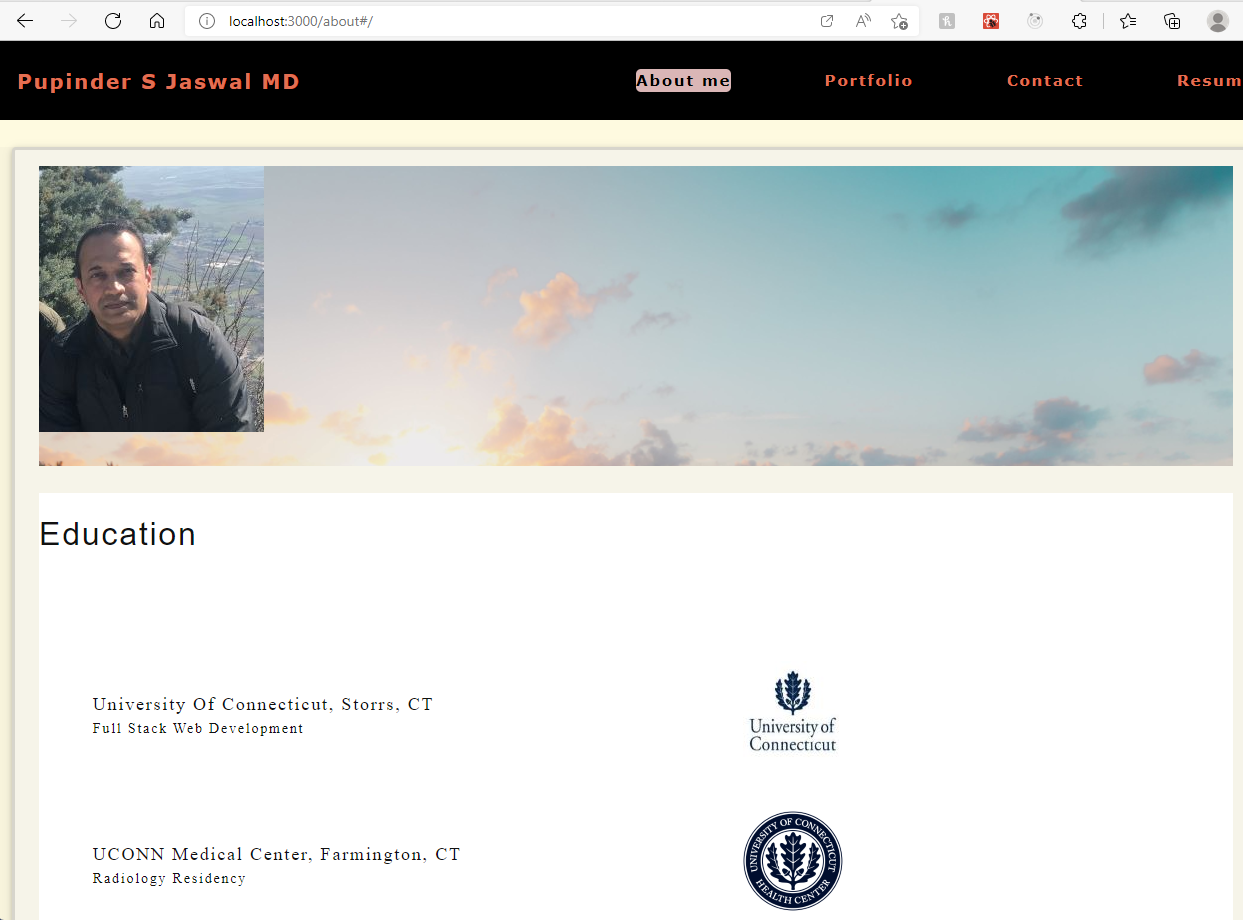 localhost:3000/about#/
Pupinder S Jaswal MD
About me
Portfolio
Contact
Resum
Education
University Of Connecticut, Storrs, CT
Full Stack Web Development
University of
Connecticut
UCONN Medical Center, Farmington, CT
Radiology Residency
UNIVERSITY OF CONNECTICUT
HEALTH CENTER